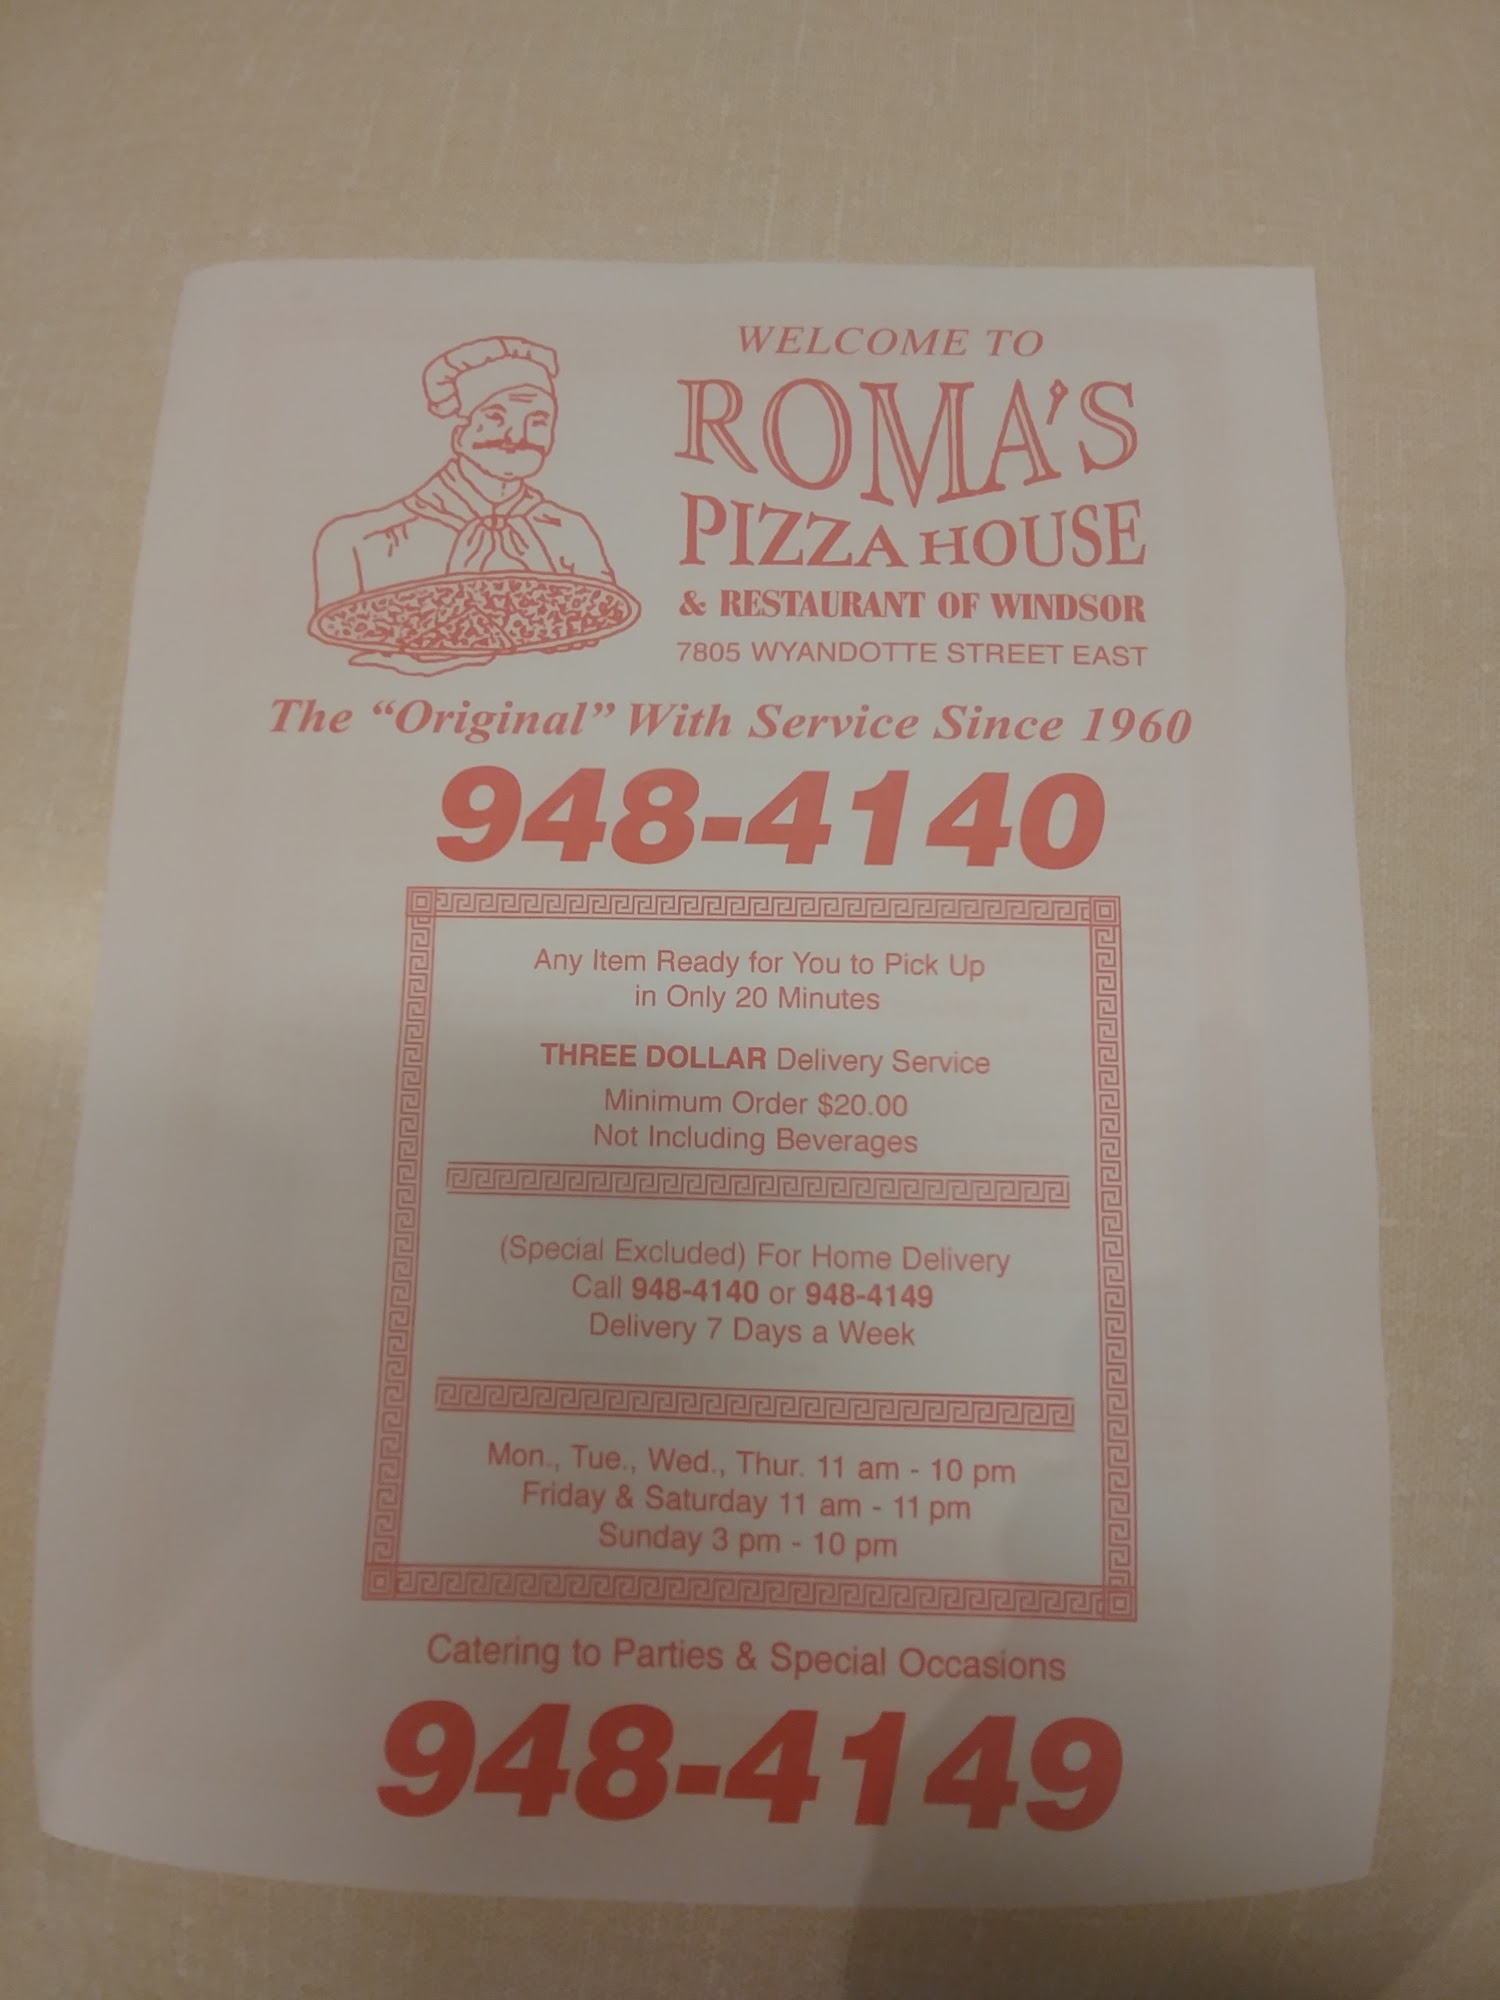 WELCOME TO
ROMA'S
PIZZA HOUSE
& RESTAURANT OF WINDSOR
7805 WYANDOTTE STREET EAST
The “Original” With Service Since 1960
948-4140
Any Item Ready for You to Pick Up
in Only 20 Minutes
THREE DOLLAR Delivery Service
Minimum Order $20.00
Not Including Beverages
(Special Excluded) For Home Delivery
Call 948-4140 or 948-4149
Delivery 7 Days a Week
Mon., Tue., Wed., Thur. 11 am - 10 pm
Friday & Saturday 11 am - 11 pm
Sunday 3 pm - 10 pm
Catering to Parties & Special Occasions
948-4149